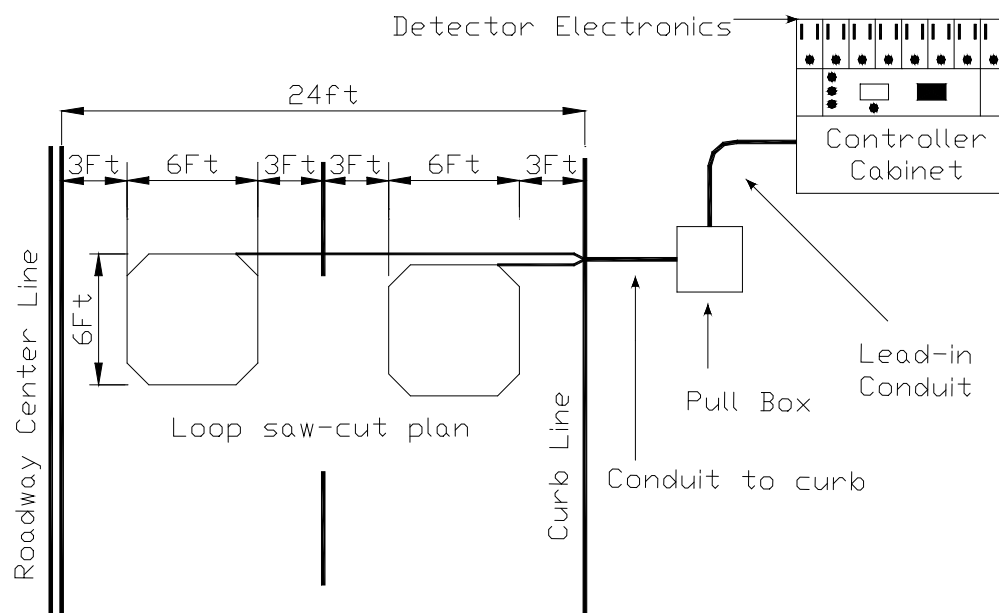 Detector Electronics
24ft
3Ft 6Ft 3Ft 3Ft 6Ft 3Ft
Controller
Cabinet
Roadway Center Line
6Ft
Lead-in
Conduit
Pull Box
Loop saw-cut plan
Curb Line
Conduit to curb